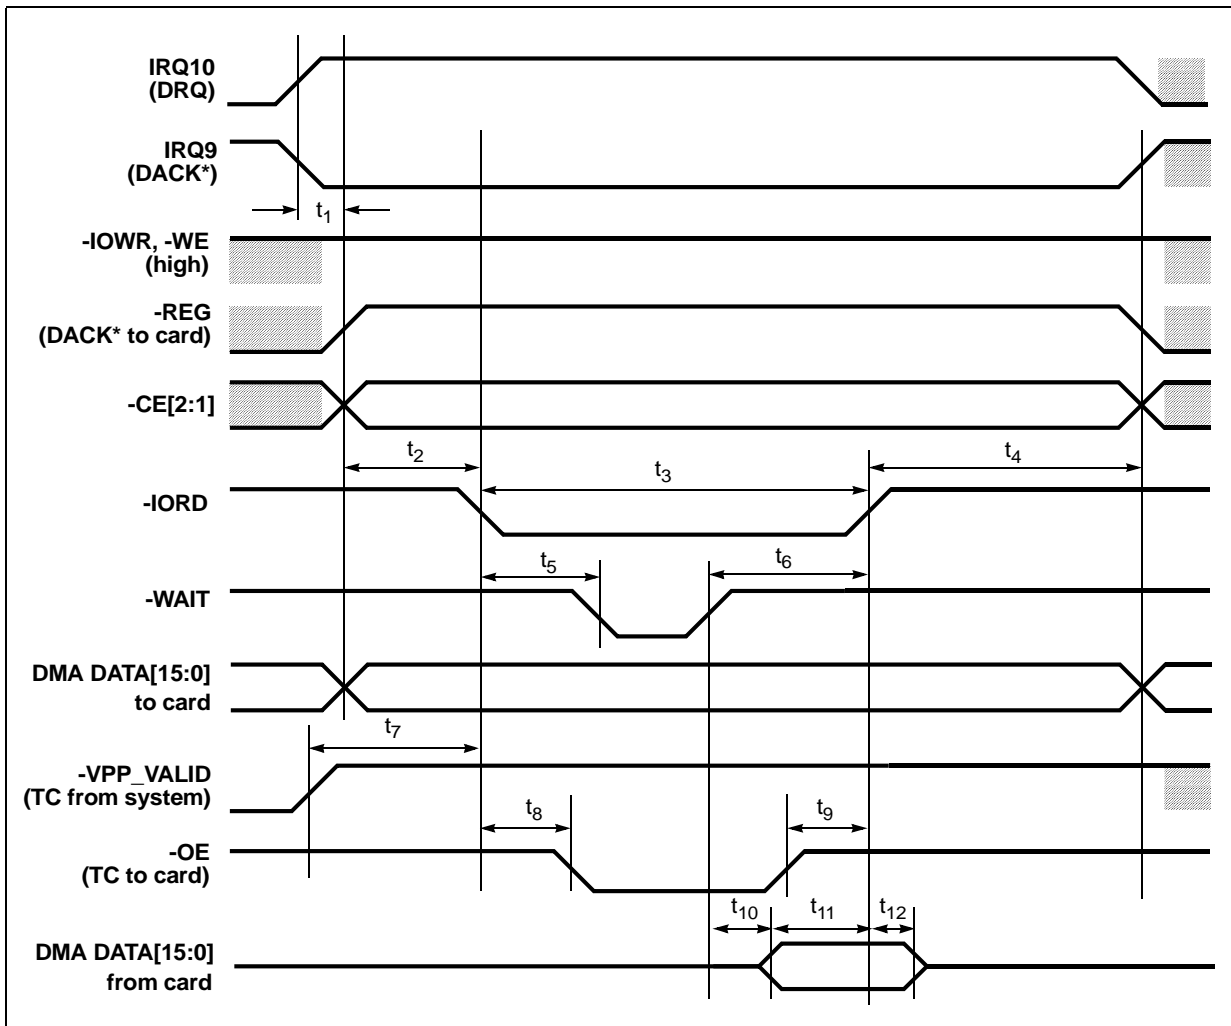 IRQ10
(DRQ)
IRQ9
(DACK*)
t1
-IOWR, -WE
(high)
-REG
(DACK* to card)
-CE[2:1]
t2
t3
t4
-IORD
t5
t6
-WAIT
DMA DATA[15:0]
to card
t7
-VPP_VALID
(TC from system)
t8
t9
-OE
(TC to card)
t10
t11
t12
DMA DATA[15:0]
from card